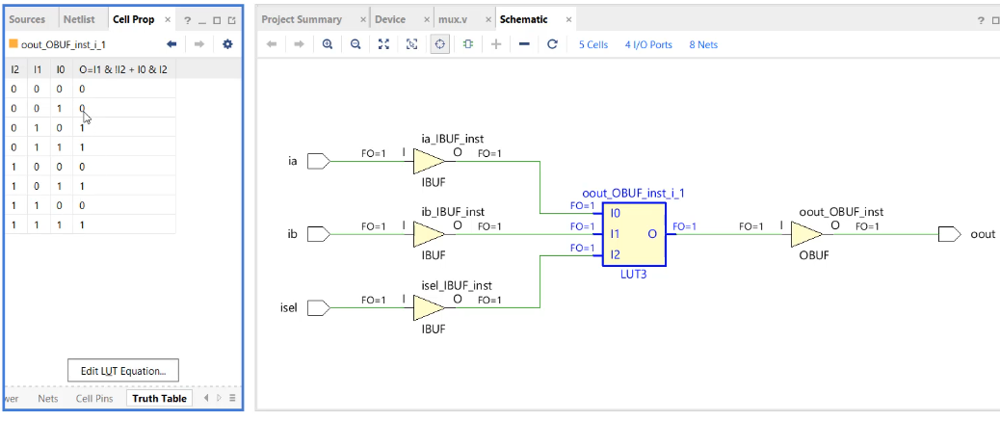 Sources Netlist Cell Prop × ? _
oout_OBUF_inst_i_1
I2 I1 I0 O=I1 & !I2 + I0 & I2
0 0 0 0
0 0 1 0
0 1 0 1
0 1 1 1
1 0 0 0
1 0 1 1
1 1 0 0
1 1 1 1
Edit LUT Equation...
wer Nets Cell Pins Truth Table
Project Summary × Device × mux.v × Schematic × ?
5 Cells 4 I/O Ports 8 Nets
ia_IBUF_inst
ia FO=1 I O FO=1
IBUF
oout_OBUF_inst_i_1
FO=1 I0
ib_IBUF_inst
ib FO=1 I O FO=1
IBUF
FO=1 I1 O FO=1
FO=1 I2
LUT3
oout_OBUF_inst
FO=1 I O FO=1 oout
OBUF
isel_IBUF_inst
isel FO=1 I O FO=1
IBUF